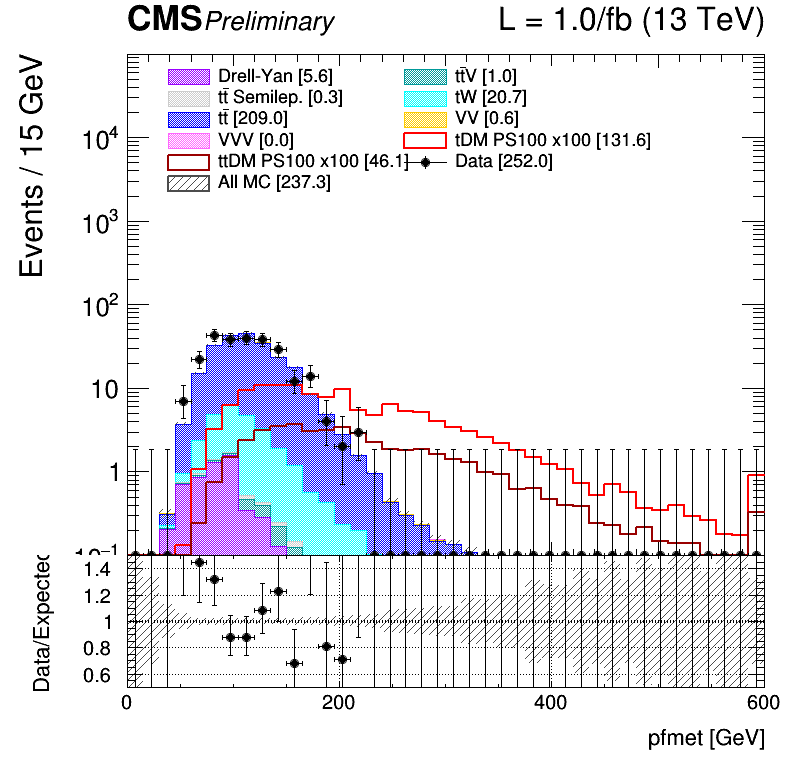 CMS Preliminary L = 1.0/fb (13 TeV)
Events / 15 GeV
Drell-Yan [5.6] tt̄V [1.0]
tt̄ Semilep. [0.3] tW [20.7]
tt̄ [209.0] VV [0.6]
VVV [0.0] tDM PS100 x100 [131.6]
ttDM PS100 x100 [46.1] Data [252.0]
All MC [237.3]
10⁴
10³
10²
10
1
10⁻¹
Data/Expected
1.4
1.2
1
0.8
0.6
0 200 400 600
pfmet [GeV]